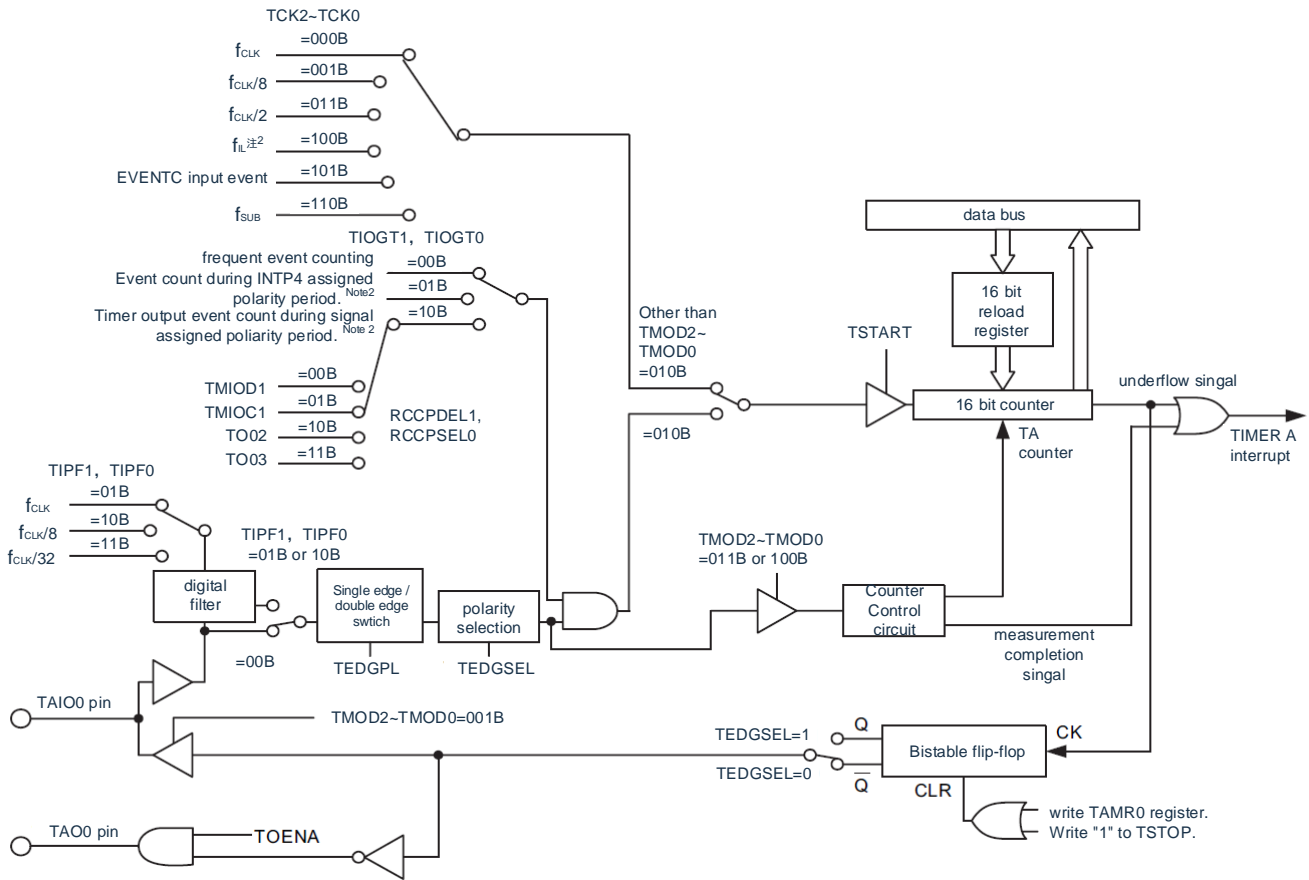 TCK2~TCK0
fCLK
=000B
fCLK/8
=001B
fCLK/2
=011B
fIL注2
=100B
EVENTC input event
=101B
fSUB
=110B
TIOGT1, TIOGT0
frequent event counting
=00B
Event count during INTP4 assigned
polarity period. Note2
=01B
Timer output event count during signal
assigned poliarity period. Note 2
=10B
TMIOD1
=00B
TMIOC1
=01B
TO02
=10B
TO03
=11B
RCCPDEL1,
RCCPSEL0
TIPF1, TIPF0
fCLK
=01B
fCLK/8
=10B
fCLK/32
=11B
digital
filter
TIPF1, TIPF0
=01B or 10B
=00B
Single edge /
double edge
swtich
TEDGPL
polarity
selection
TEDGSEL
Other than
TMOD2~
TMOD0
=010B
=010B
TSTART
data bus
16 bit
reload
register
16 bit counter
TA
counter
underflow singal
TIMER A
interrupt
TMOD2~TMOD0
=011B or 100B
Counter
Control
circuit
measurement
completion
singal
TAIO0 pin
TMOD2~TMOD0=001B
TEDGSEL=1
TEDGSEL=0
Q
Q
Bistable flip-flop
CK
CLR
write TAMR0 register.
Write "1" to TSTOP.
TAO0 pin
TOENA